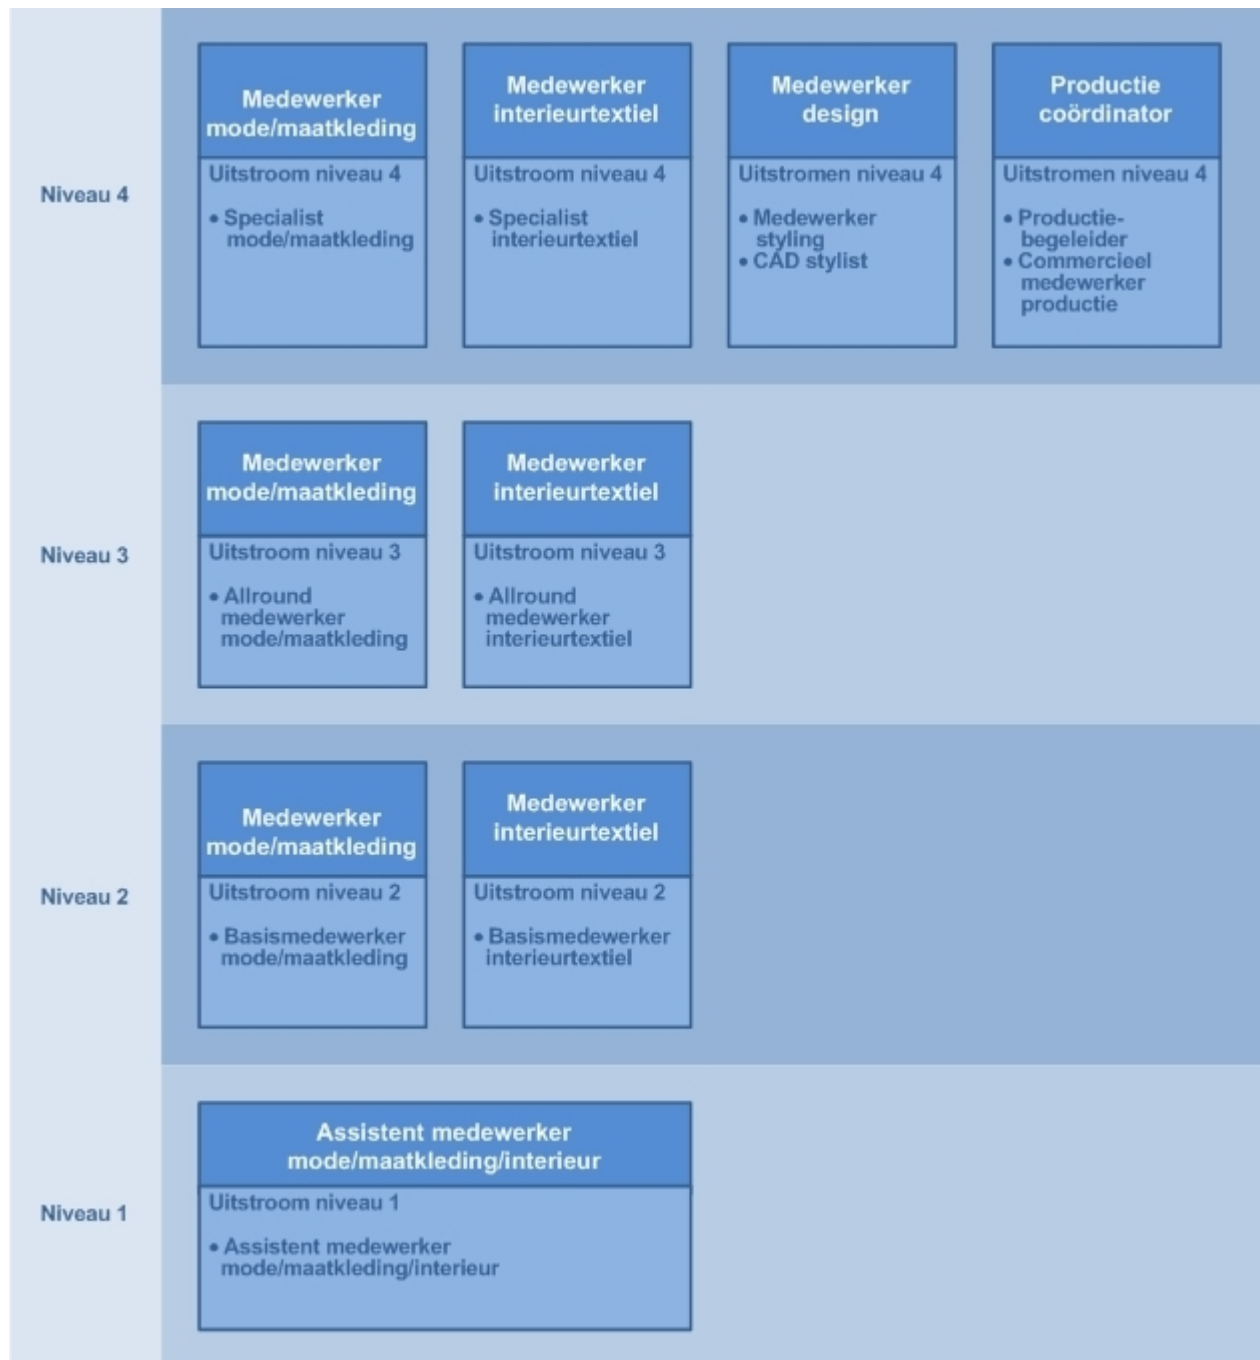 Niveau 4
Medewerker
mode/maatkleding
Uitstroom niveau 4
• Specialist
mode/maatkleding
Medewerker
interieurtextiel
Uitstroom niveau 4
• Specialist
interieurtextiel
Medewerker
design
Uitstromen niveau 4
• Medewerker
styling
• CAD stylist
Productie
coördinator
Uitstromen niveau 4
• Productie-
begeleider
• Commercieel
medewerker
productie
Niveau 3
Medewerker
mode/maatkleding
Uitstroom niveau 3
• Allround
medewerker
mode/maatkleding
Medewerker
interieurtextiel
Uitstroom niveau 3
• Allround
medewerker
interieurtextiel
Niveau 2
Medewerker
mode/maatkleding
Uitstroom niveau 2
• Basismedewerker
mode/maatkleding
Medewerker
interieurtextiel
Uitstroom niveau 2
• Basismedewerker
interieurtextiel
Niveau 1
Assistent medewerker
mode/maatkleding/interieur
Uitstroom niveau 1
• Assistent medewerker
mode/maatkleding/interieur